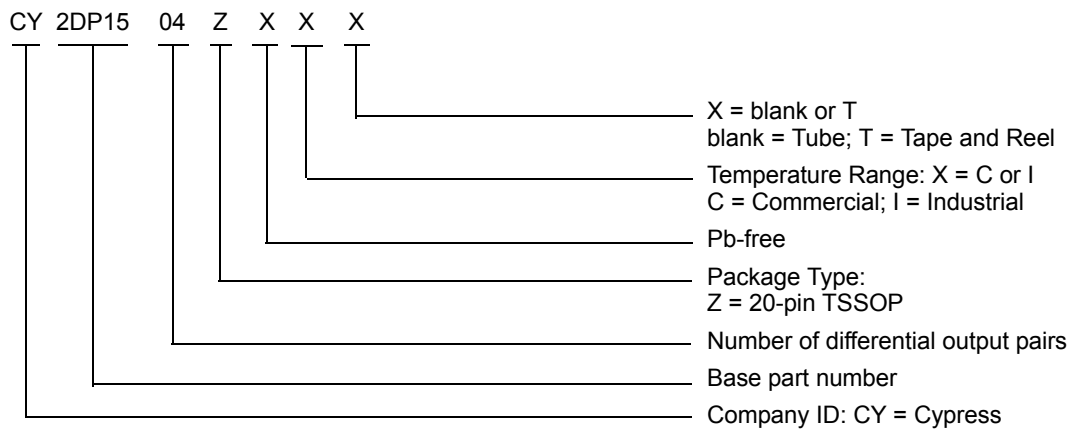 CY 2DP15 04 Z X X X
X = blank or T
blank = Tube; T = Tape and Reel
Temperature Range: X = C or I
C = Commercial; I = Industrial
Pb-free
Package Type:
Z = 20-pin TSSOP
Number of differential output pairs
Base part number
Company ID: CY = Cypress